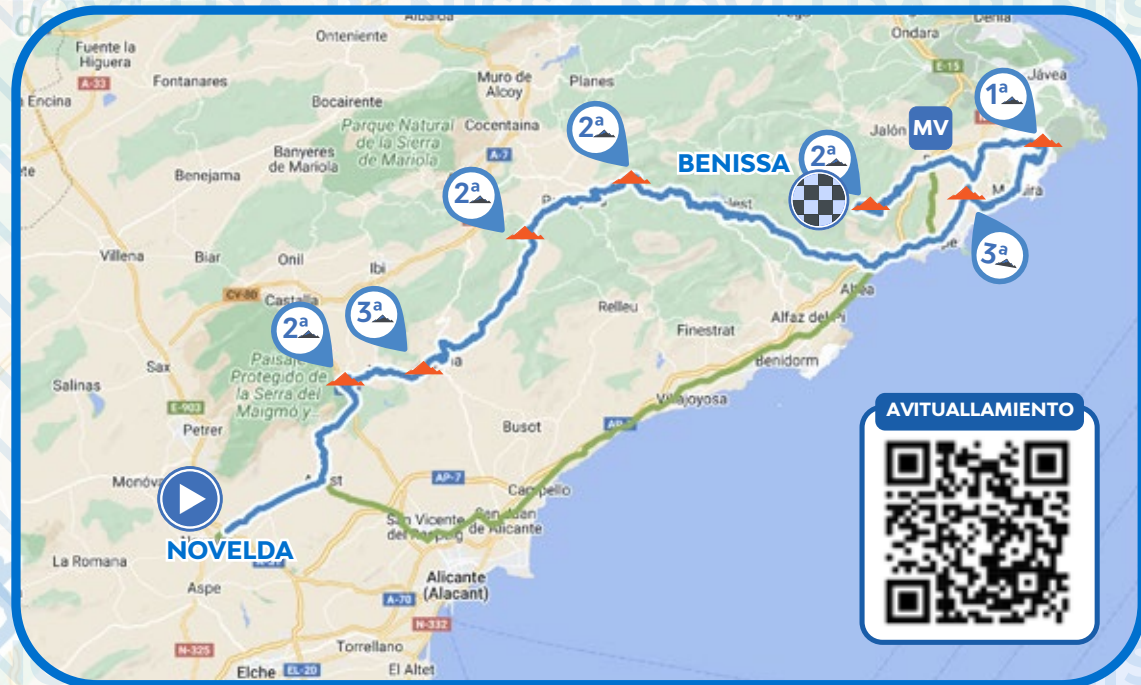 Albaida
Fuente la
Higuera
Onteniente
Ondara
Denia
E-15
A-33
Fontanares
Muro de
Alcoy
Planes
Jávea
Encina
Bocairente
1ª
Parque Natural
de la Sierra
de Mariola
Cocentaina
2ª
Jalón
MV
Banyeres
de Mariola
A-7
BENISSA
2ª
Benejama
2ª
3ª
Villena
Biar
Onil
Ibi
CV-80
Castalla
Relleu
Altea
2ª
3ª
Alfaz del Pi
Finestrat
Sax
Paisaje
Protegido de
la Serra del
Maigmó y...
Benidorm
Salinas
E-903
Villajoyosa
AVITUALLAMIENTO
Petrer
Busot
AP-7
Monóva
AP-7
Campello
San Vicente
del Raspeig
San Juan
de Alicante
NOVELDA
La Romana
Aspe
Alicante
(Alacant)
A-70
N-332
N-325
Torrellano
Elche
EL-20
El Altet